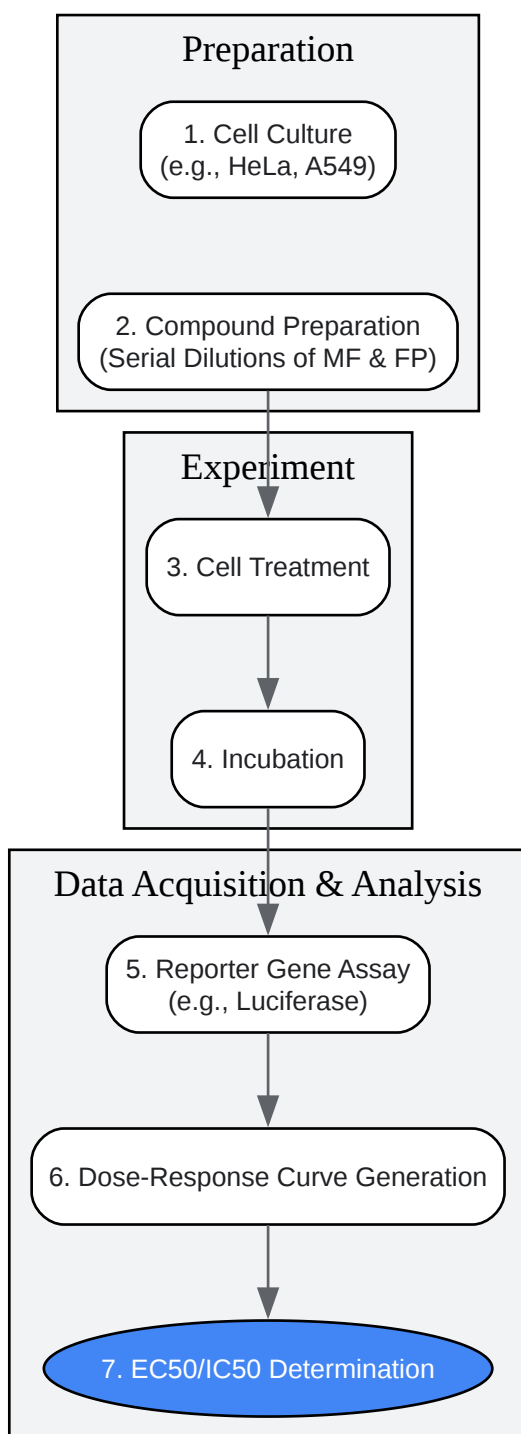 Preparation
1. Cell Culture
(e.g., HeLa, A549)
2. Compound Preparation
(Serial Dilutions of MF & FP)
Experiment
3. Cell Treatment
4. Incubation
Data Acquisition & Analysis
5. Reporter Gene Assay
(e.g., Luciferase)
6. Dose-Response Curve Generation
7. EC50/IC50 Determination